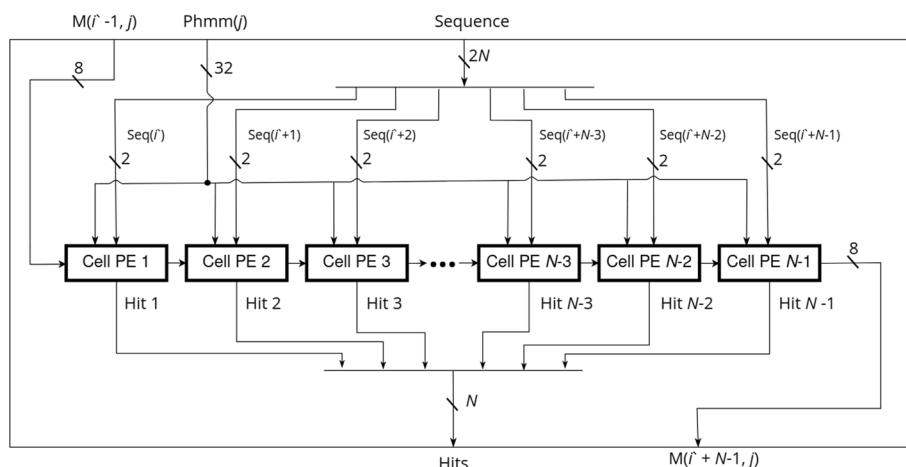 M(i` -1, j) Phmm(j) Sequence
8 32 2N
Seq(i`) Seq(i`+1) Seq(i`+2) Seq(i`+N-3) Seq(i`+N-2) Seq(i`+N-1)
2 2 2 2 2 2
Cell PE 1 Cell PE 2 Cell PE 3 ••• Cell PE N-3 Cell PE N-2 Cell PE N-1 8
Hit 1 Hit 2 Hit 3 Hit N-3 Hit N-2 Hit N -1
N
Hits M(i` + N-1, j)